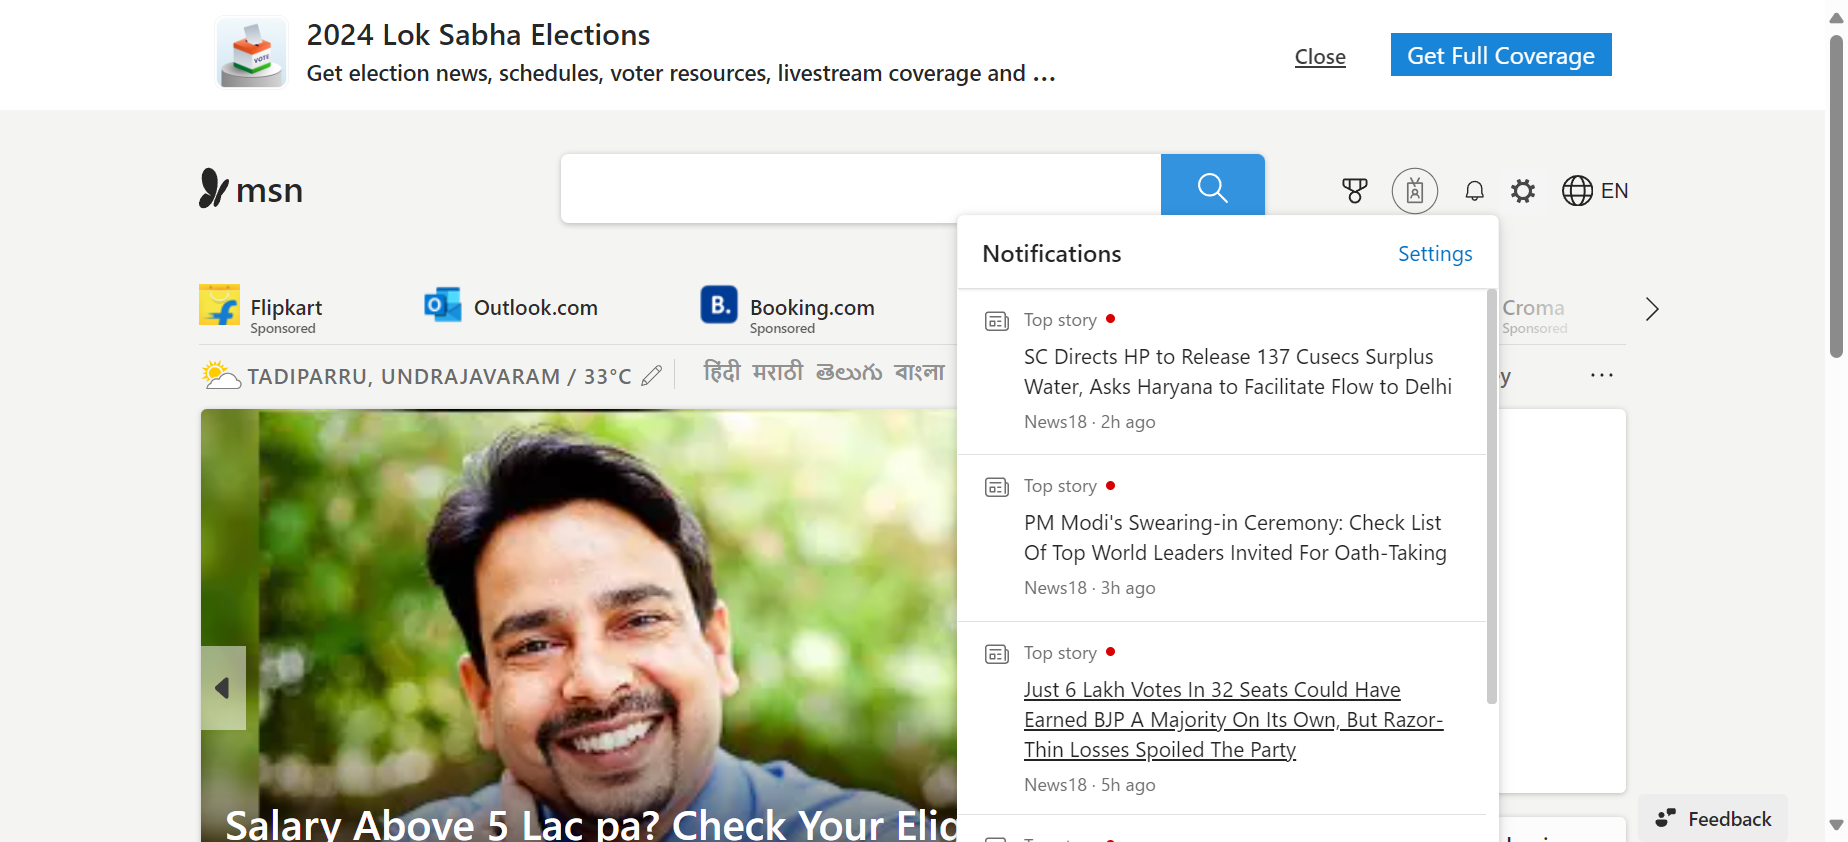 2024 Lok Sabha Elections
Get election news, schedules, voter resources, livestream coverage and ...
Close
Get Full Coverage
VOTE
msn
EN
Notifications
Settings
Flipkart
Sponsored
Outlook.com
Booking.com
Sponsored
Croma
Sponsored
TADIPARRU, UNDRAJAVARAM / 33°C
हिंदी मराठी తెలుగు বাংলা
Top story
SC Directs HP to Release 137 Cusecs Surplus
Water, Asks Haryana to Facilitate Flow to Delhi
News18 · 2h ago
Top story
PM Modi's Swearing-in Ceremony: Check List
Of Top World Leaders Invited For Oath-Taking
News18 · 3h ago
Top story
Just 6 Lakh Votes In 32 Seats Could Have
Earned BJP A Majority On Its Own, But Razor-
Thin Losses Spoiled The Party
News18 · 5h ago
Salary Above 5 Lac pa? Check Your
Feedback